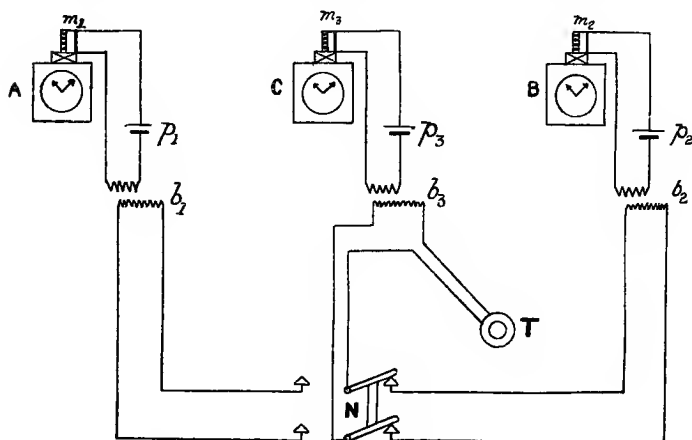 m₁ m₃ m₂
A C B
p₁ p₃ p₂
b₁ b₃ b₂
T
N